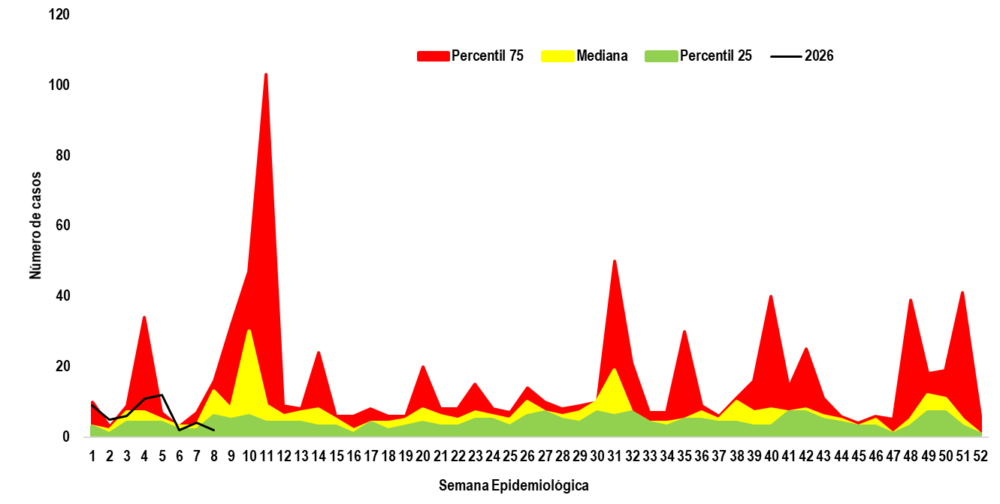 120
100
80
60
40
20
0
Número de casos
Percentil 75 Mediana Percentil 25 2026
1 2 3 4 5 6 7 8 9 10 11 12 13 14 15 16 17 18 19 20 21 22 23 24 25 26 27 28 29 30 31 32 33 34 35 36 37 38 39 40 41 42 43 44 45 46 47 48 49 50 51 52
Semana Epidemiológica